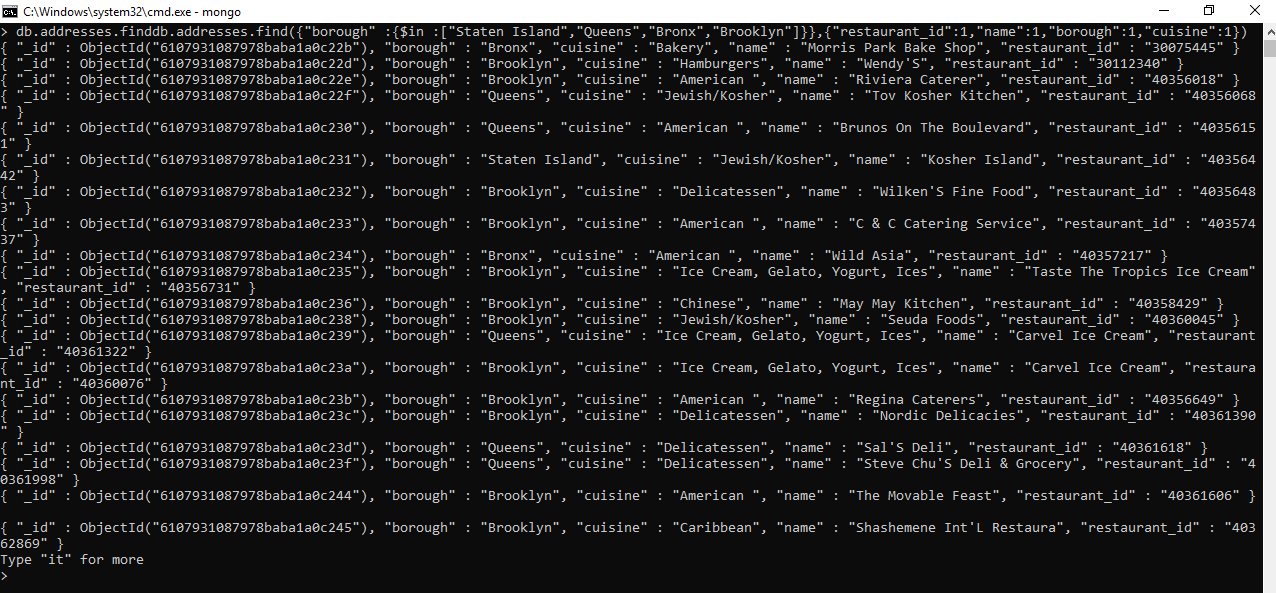 C:\Windows\system32\cmd.exe - mongo
> db.addresses.finddb.addresses.find({"borough" :{$in :["Staten Island","Queens","Bronx","Brooklyn"]}},{"restaurant_id":1,"name":1,"borough":1,"cuisine":1})
{ "_id" : ObjectId("6107931087978baba1a0c22b"), "borough" : "Bronx", "cuisine" : "Bakery", "name" : "Morris Park Bake Shop", "restaurant_id" : "30075445" }
{ "_id" : ObjectId("6107931087978baba1a0c22d"), "borough" : "Brooklyn", "cuisine" : "Hamburgers", "name" : "Wendy'S", "restaurant_id" : "30112340" }
{ "_id" : ObjectId("6107931087978baba1a0c22e"), "borough" : "Brooklyn", "cuisine" : "American ", "name" : "Riviera Caterer", "restaurant_id" : "40356018" }
{ "_id" : ObjectId("6107931087978baba1a0c22f"), "borough" : "Queens", "cuisine" : "Jewish/Kosher", "name" : "Tov Kosher Kitchen", "restaurant_id" : "40356068
" }
{ "_id" : ObjectId("6107931087978baba1a0c230"), "borough" : "Queens", "cuisine" : "American ", "name" : "Brunos On The Boulevard", "restaurant_id" : "4035615
1" }
{ "_id" : ObjectId("6107931087978baba1a0c231"), "borough" : "Staten Island", "cuisine" : "Jewish/Kosher", "name" : "Kosher Island", "restaurant_id" : "403564
42" }
{ "_id" : ObjectId("6107931087978baba1a0c232"), "borough" : "Brooklyn", "cuisine" : "Delicatessen", "name" : "Wilken'S Fine Food", "restaurant_id" : "4035648
3" }
{ "_id" : ObjectId("6107931087978baba1a0c233"), "borough" : "Brooklyn", "cuisine" : "American ", "name" : "C & C Catering Service", "restaurant_id" : "403574
37" }
{ "_id" : ObjectId("6107931087978baba1a0c234"), "borough" : "Bronx", "cuisine" : "American ", "name" : "Wild Asia", "restaurant_id" : "40357217" }
{ "_id" : ObjectId("6107931087978baba1a0c235"), "borough" : "Brooklyn", "cuisine" : "Ice Cream, Gelato, Yogurt, Ices", "name" : "Taste The Tropics Ice Cream"
, "restaurant_id" : "40356731" }
{ "_id" : ObjectId("6107931087978baba1a0c236"), "borough" : "Brooklyn", "cuisine" : "Chinese", "name" : "May May Kitchen", "restaurant_id" : "40358429" }
{ "_id" : ObjectId("6107931087978baba1a0c238"), "borough" : "Brooklyn", "cuisine" : "Jewish/Kosher", "name" : "Seuda Foods", "restaurant_id" : "40360045" }
{ "_id" : ObjectId("6107931087978baba1a0c239"), "borough" : "Queens", "cuisine" : "Ice Cream, Gelato, Yogurt, Ices", "name" : "Carvel Ice Cream", "restaurant
_id" : "40361322" }
{ "_id" : ObjectId("6107931087978baba1a0c23a"), "borough" : "Brooklyn", "cuisine" : "Ice Cream, Gelato, Yogurt, Ices", "name" : "Carvel Ice Cream", "restaura
nt_id" : "40360076" }
{ "_id" : ObjectId("6107931087978baba1a0c23b"), "borough" : "Brooklyn", "cuisine" : "American ", "name" : "Regina Caterers", "restaurant_id" : "40356649" }
{ "_id" : ObjectId("6107931087978baba1a0c23c"), "borough" : "Brooklyn", "cuisine" : "Delicatessen", "name" : "Nordic Delicacies", "restaurant_id" : "40361390
" }
{ "_id" : ObjectId("6107931087978baba1a0c23d"), "borough" : "Queens", "cuisine" : "Delicatessen", "name" : "Sal'S Deli", "restaurant_id" : "40361618" }
{ "_id" : ObjectId("6107931087978baba1a0c23f"), "borough" : "Queens", "cuisine" : "Delicatessen", "name" : "Steve Chu'S Deli & Grocery", "restaurant_id" : "4
0361998" }
{ "_id" : ObjectId("6107931087978baba1a0c244"), "borough" : "Brooklyn", "cuisine" : "American ", "name" : "The Movable Feast", "restaurant_id" : "40361606" }
{ "_id" : ObjectId("6107931087978baba1a0c245"), "borough" : "Brooklyn", "cuisine" : "Caribbean", "name" : "Shashemene Int'L Restaura", "restaurant_id" : "403
62869" }
Type "it" for more
>